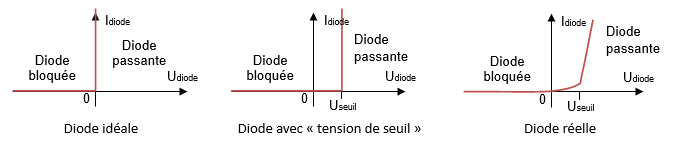 Idiode
Diode bloquée
Diode passante
Udiode
0
Diode idéale
Idiode
Diode bloquée
Diode passante
Udiode
0
Useuil
Diode avec « tension de seuil »
Idiode
Diode bloquée
Diode passante
Udiode
0
Useuil
Diode réelle